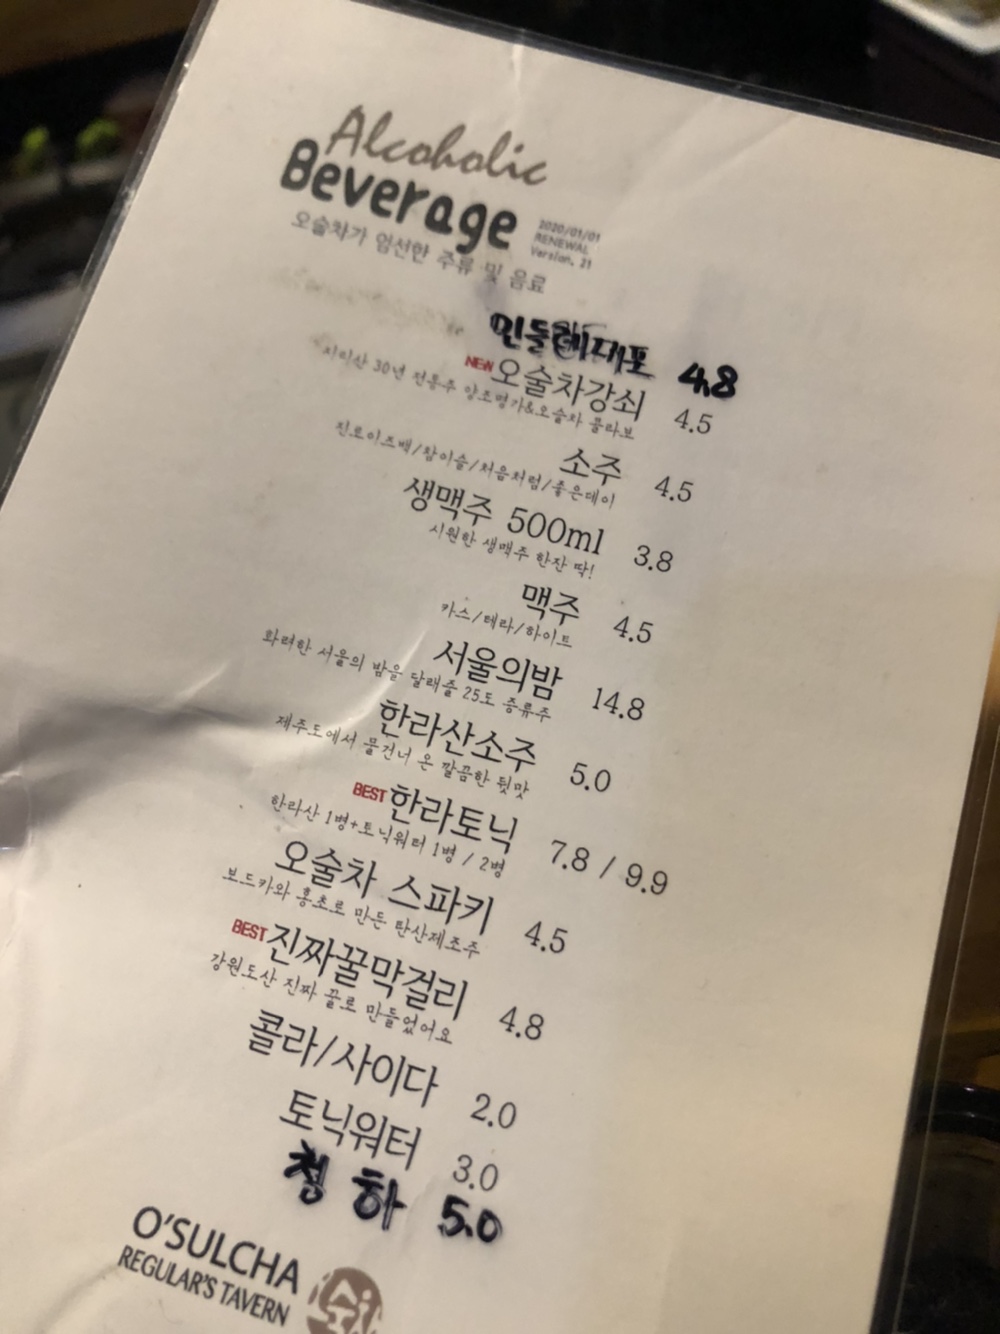 Alcoholic
Beverage
2020/01/01
RENEWAL
Version. 21
오술차가 엄선한 주류 및 음료
민들레대포 4.8
NEW 오술차강쇠 4.5
지리산 30년 전통주 양조명가&오술차 콜라보
소주 4.5
진로이즈백/참이슬/처음처럼/좋은데이
생맥주 500ml 3.8
시원한 생맥주 한잔 딱!
맥주 4.5
카스/테라/하이트
서울의밤 14.8
화려한 서울의 밤을 달래줄 25도 증류주
한라산소주 5.0
제주도에서 물건너 온 깔끔한 뒷맛
BEST 한라토닉 7.8 / 9.9
한라산 1병+토닉워터 1병 / 2병
오술차 스파키 4.5
보드카와 홍초로 만든 탄산제조주
BEST 진짜꿀막걸리 4.8
강원도산 진짜 꿀로 만들었어요
콜라/사이다 2.0
토닉워터 3.0
청하 5.0
O'SULCHA
REGULAR'S TAVERN